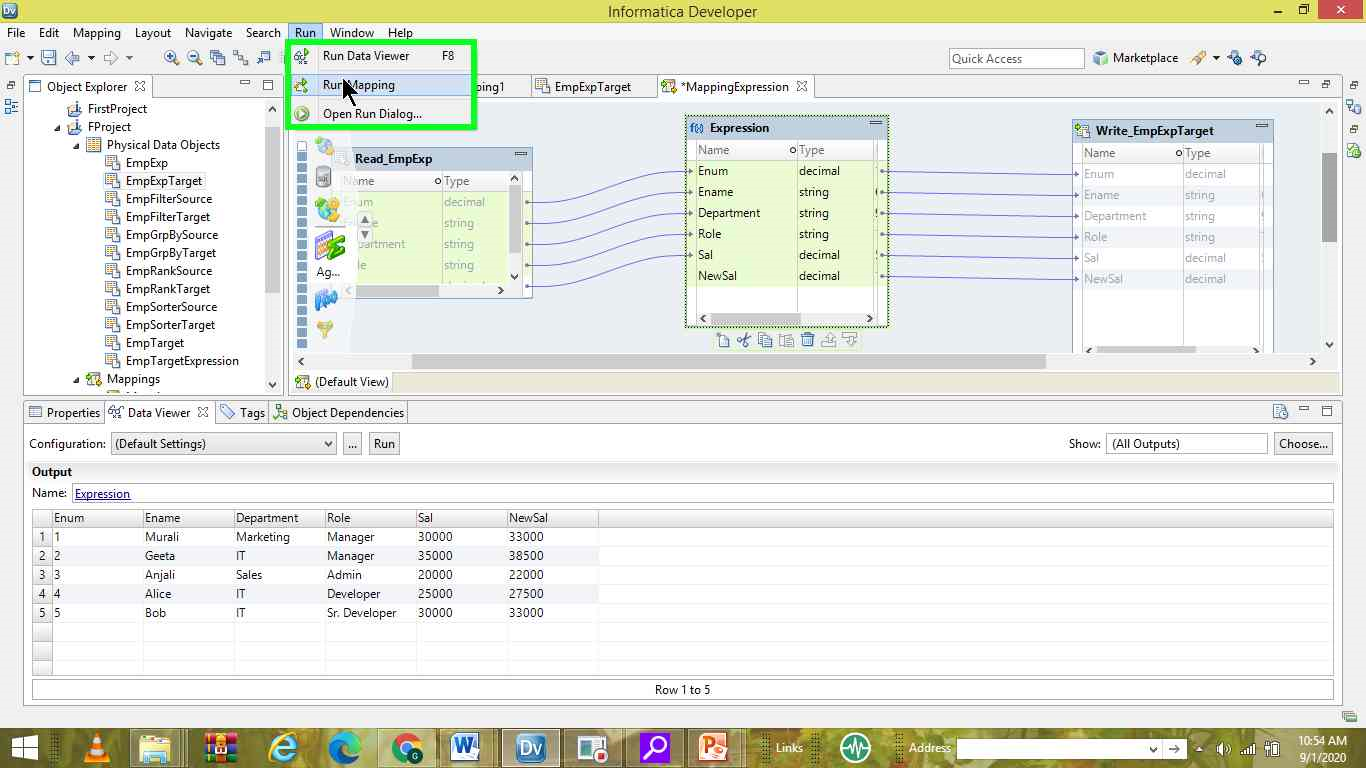 Dv
Informatica Developer
File Edit Mapping Layout Navigate Search Run Window Help
Run Data Viewer F8
Run Mapping
Open Run Dialog...
Quick Access
Marketplace
Object Explorer
EmpExpTarget
*MappingExpression
FirstProject
FProject
Physical Data Objects
EmpExp
EmpExpTarget
EmpFilterSource
EmpFilterTarget
EmpGrpBySource
EmpGrpByTarget
EmpRankSource
EmpRankTarget
EmpSorterSource
EmpSorterTarget
EmpTarget
EmpTargetExpression
Mappings
Ag...
Read_EmpExp
Name Type
decimal
string
string
string
Expression
Name Type
Enum decimal
Ename string
Department string
Role string
Sal decimal
NewSal decimal
Write_EmpExpTarget
Name Type
Enum decimal
Ename string
Department string
Role string
Sal decimal
NewSal decimal
(Default View)
Properties Data Viewer Tags Object Dependencies
Configuration: (Default Settings) ... Run Show: (All Outputs) Choose...
Output
Name: Expression
Enum Ename Department Role Sal NewSal
1 1 Murali Marketing Manager 30000 33000
2 2 Geeta IT Manager 35000 38500
3 3 Anjali Sales Admin 20000 22000
4 4 Alice IT Developer 25000 27500
5 5 Bob IT Sr. Developer 30000 33000
Row 1 to 5
Dv
Links
Address
10:54 AM
9/1/2020